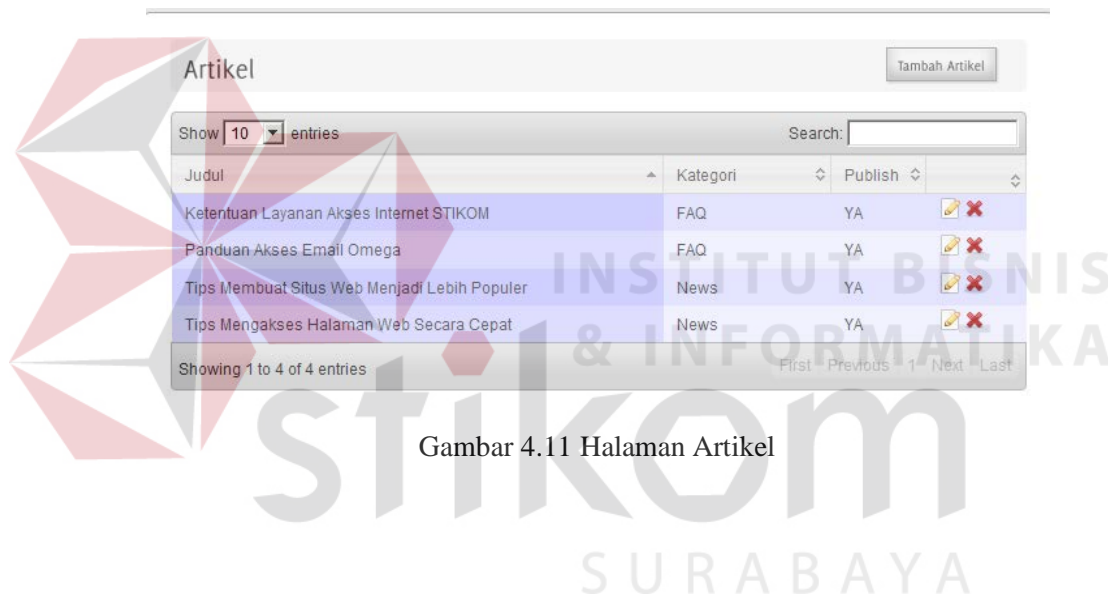 Artikel Tambah Artikel
Show 10 entries Search:
Judul Kategori Publish
Ketentuan Layanan Akses Internet STIKOM FAQ YA
Panduan Akses Email Omega FAQ YA
Tips Membuat Situs Web Menjadi Lebih Populer News YA
Tips Mengakses Halaman Web Secara Cepat News YA
Showing 1 to 4 of 4 entries First Previous 1 Next Last
Gambar 4.11 Halaman Artikel
INSTITUT BISNIS
& INFORMATIKA
stikom
SURABAYA